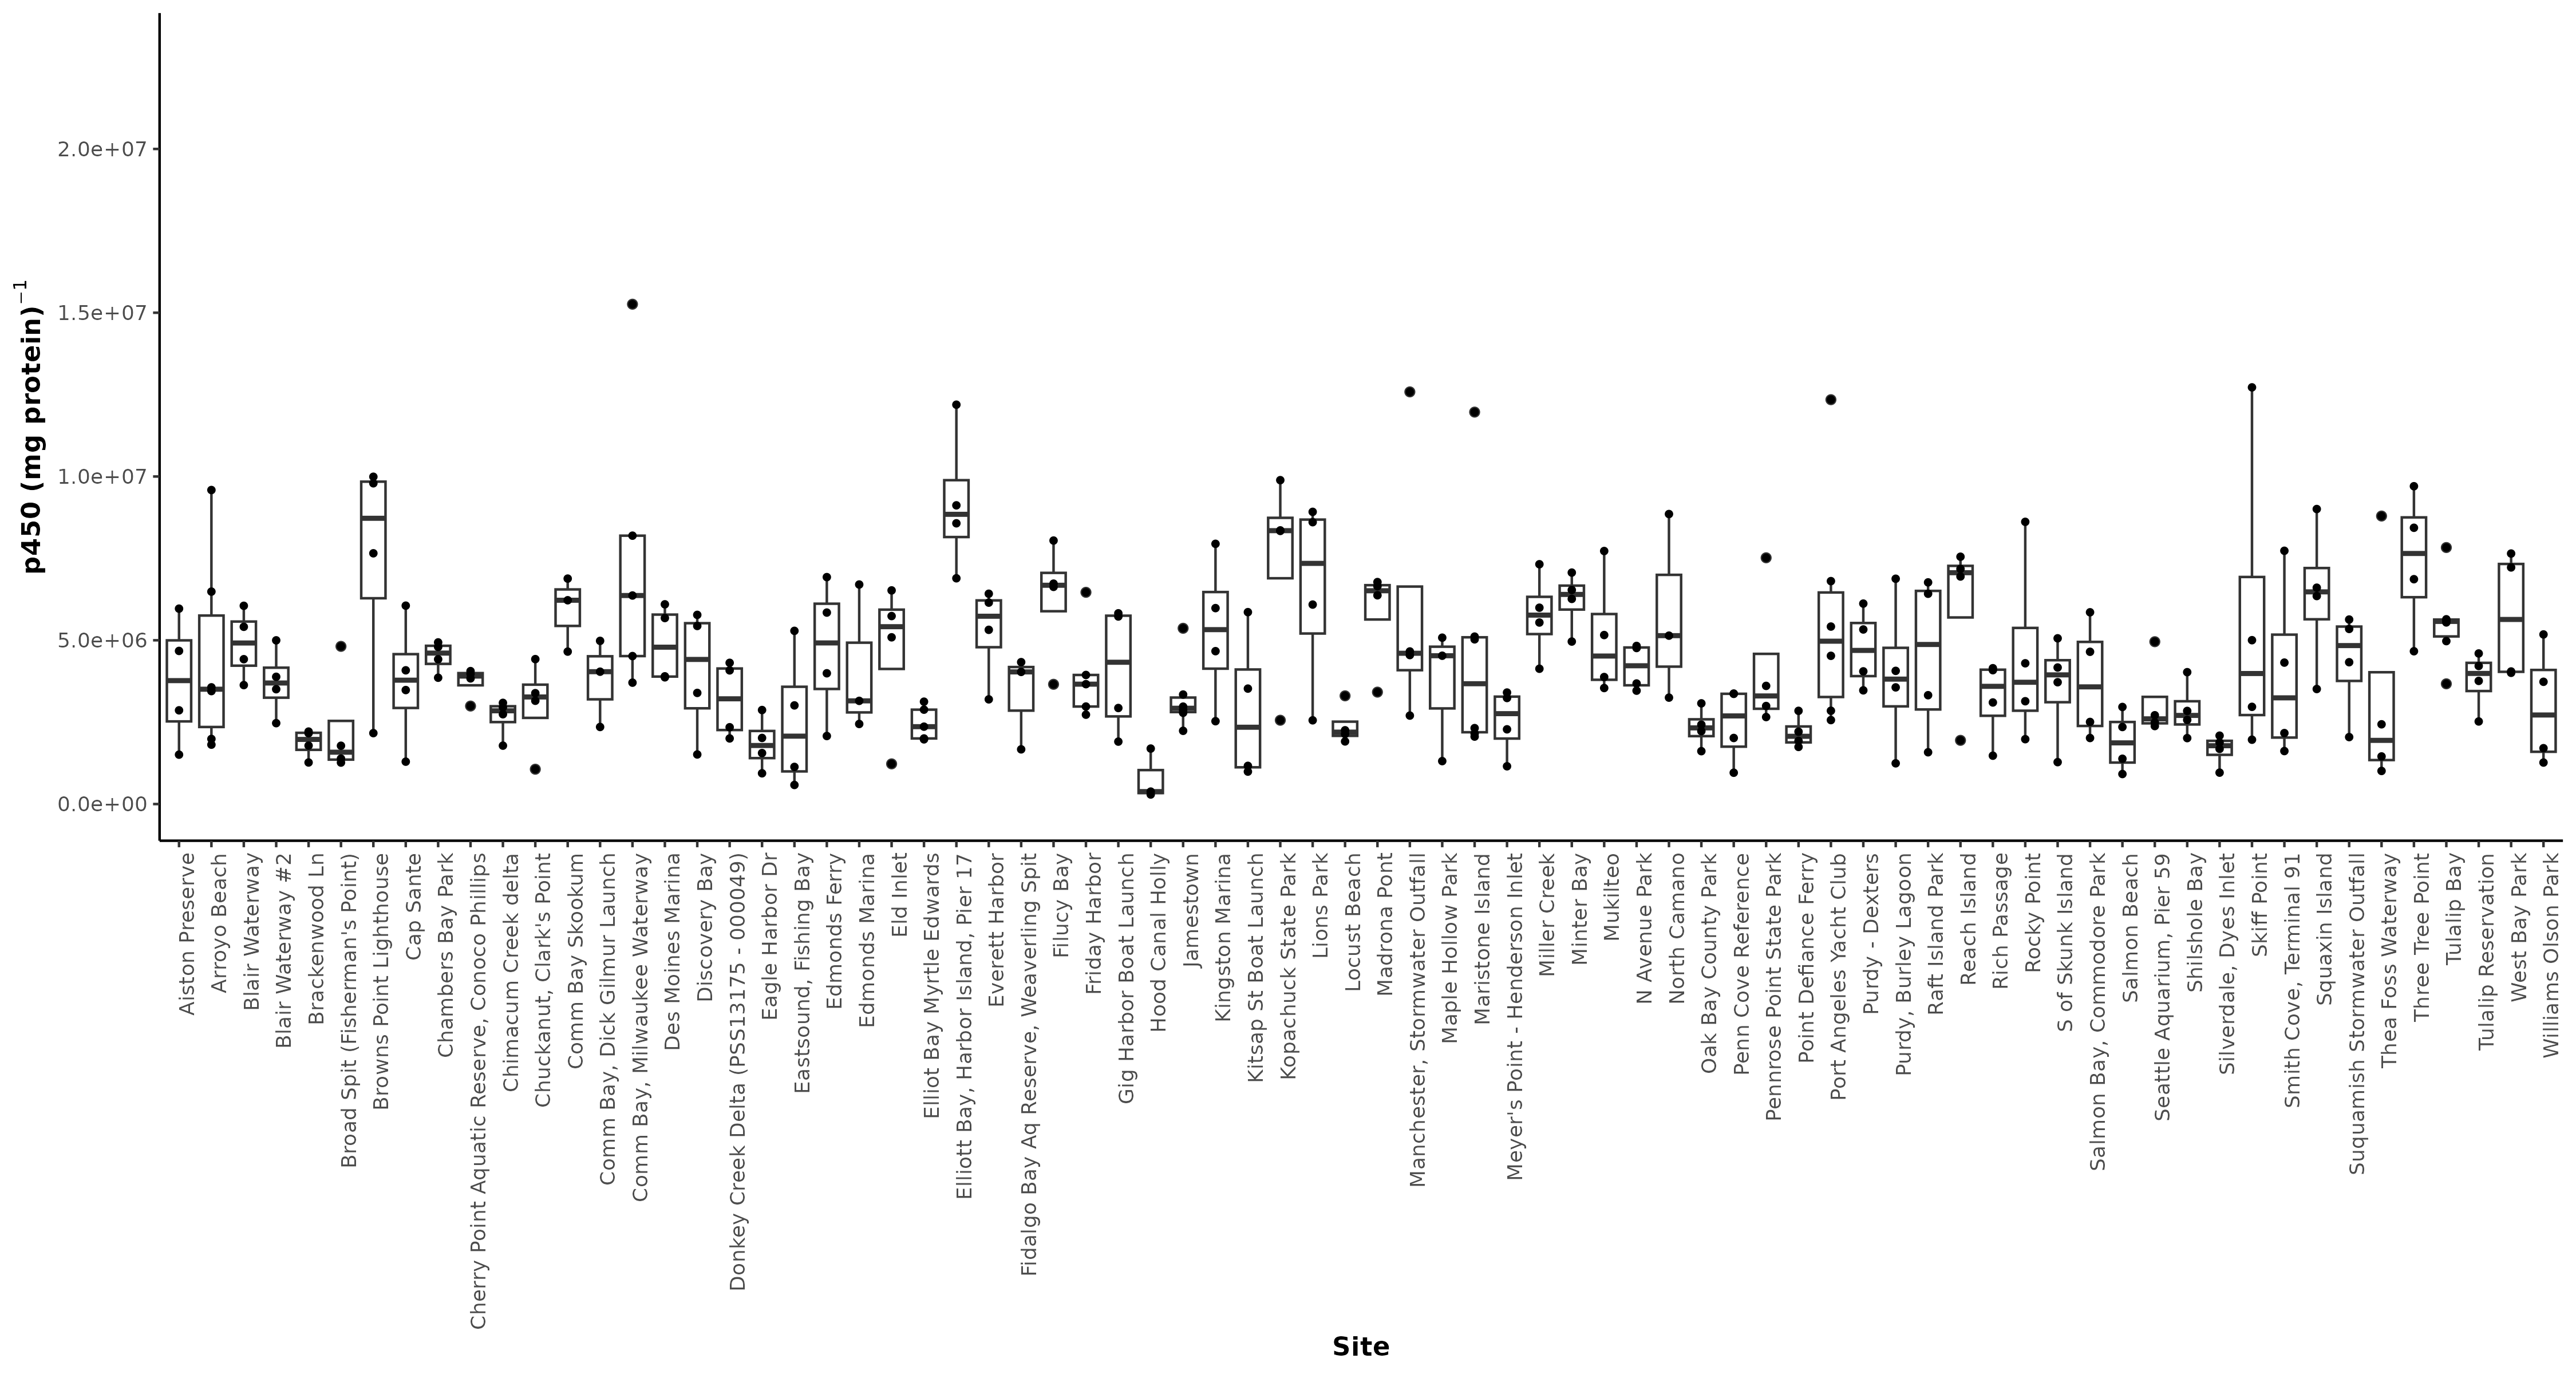 p450 (mg protein)⁻¹
2.0e+07
1.5e+07
1.0e+07
5.0e+06
0.0e+00
Aiston Preserve
Arroyo Beach
Blair Waterway
Blair Waterway #2
Brackenwood Ln
Broad Spit (Fisherman's Point)
Browns Point Lighthouse
Cap Sante
Chambers Bay Park
Cherry Point Aquatic Reserve, Conoco Phillips
Chimacum Creek delta
Chuckanut, Clark's Point
Comm Bay Skookum
Comm Bay, Dick Gilmur Launch
Comm Bay, Milwaukee Waterway
Des Moines Marina
Discovery Bay
Donkey Creek Delta (PSS13175 - 000049)
Eagle Harbor Dr
Eastsound, Fishing Bay
Edmonds Ferry
Edmonds Marina
Eld Inlet
Elliot Bay Myrtle Edwards
Elliott Bay, Harbor Island, Pier 17
Everett Harbor
Fidalgo Bay Aq Reserve, Weaverling Spit
Filucy Bay
Friday Harbor
Gig Harbor Boat Launch
Hood Canal Holly
Jamestown
Kingston Marina
Kitsap St Boat Launch
Kopachuck State Park
Lions Park
Locust Beach
Madrona Pont
Manchester, Stormwater Outfall
Maple Hollow Park
Maristone Island
Meyer's Point - Henderson Inlet
Miller Creek
Minter Bay
Mukilteo
N Avenue Park
North Camano
Oak Bay County Park
Penn Cove Reference
Pennrose Point State Park
Point Defiance Ferry
Port Angeles Yacht Club
Purdy - Dexters
Purdy, Burley Lagoon
Raft Island Park
Reach Island
Rich Passage
Rocky Point
S of Skunk Island
Salmon Bay, Commodore Park
Salmon Beach
Seattle Aquarium, Pier 59
Shilshole Bay
Silverdale, Dyes Inlet
Skiff Point
Smith Cove, Terminal 91
Squaxin Island
Suquamish Stormwater Outfall
Thea Foss Waterway
Three Tree Point
Tulalip Bay
Tulalip Reservation
West Bay Park
Williams Olson Park
Site